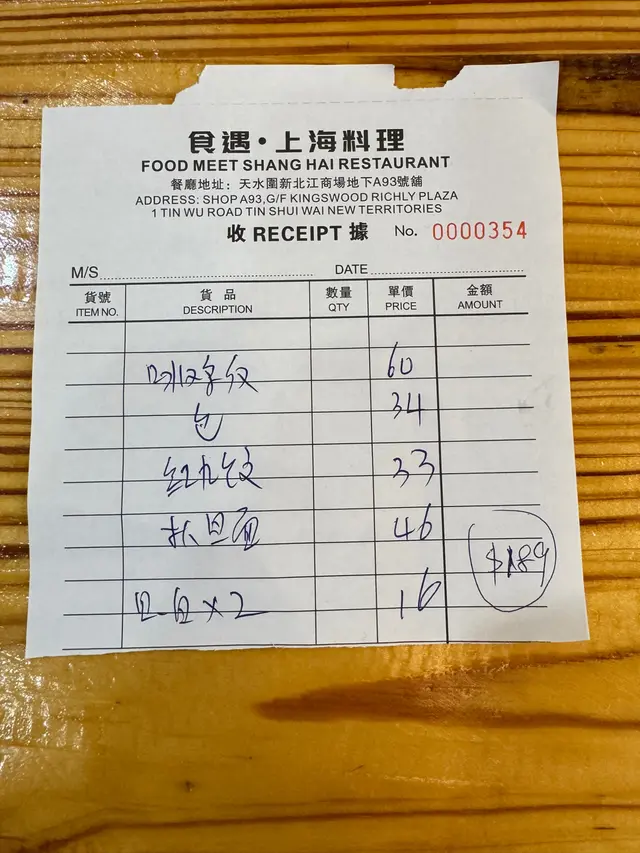 食遇·上海料理
FOOD MEET SHANG HAI RESTAURANT
餐廳地址：天水圍新北江商場地下A93號舖
ADDRESS: SHOP A93,G/F KINGSWOOD RICHLY PLAZA
1 TIN WU ROAD TIN SHUI WAI NEW TERRITORIES
收 RECEIPT 據 No. 0000354
M/S DATE
貨號 貨品 數量 單價 金額
ITEM NO. DESCRIPTION QTY PRICE AMOUNT
60
包 34
33
46
$189
x2 16